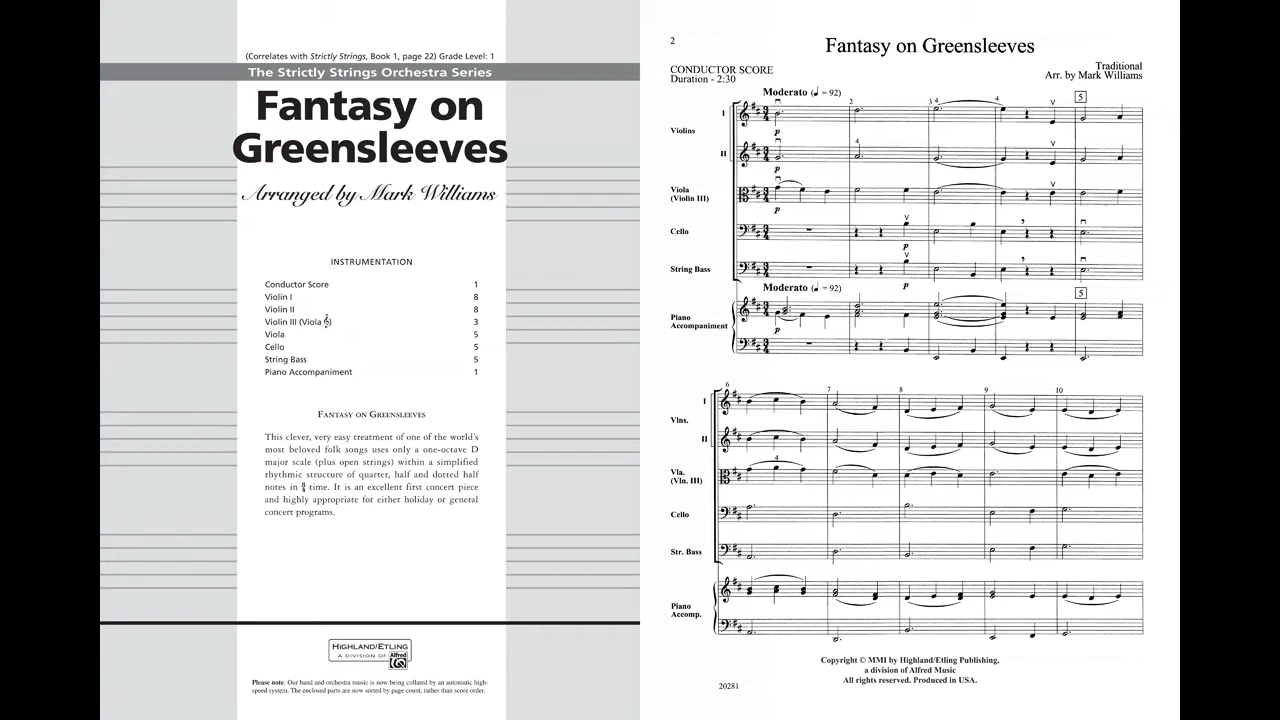 (Correlates with Strictly Strings, Book 1, page 22) Grade Level: 1
The Strictly Strings Orchestra Series
Fantasy on
Greensleeves
Arranged by Mark Williams
INSTRUMENTATION
Conductor Score 1
Violin I 8
Violin II 8
Violin III (Viola 𝄞) 3
Viola 5
Cello 5
String Bass 5
Piano Accompaniment 1
FANTASY ON GREENSLEEVES
This clever, very easy treatment of one of the world's
most beloved folk songs uses only a one-octave D
major scale (plus open strings) within a simplified
rhythmic structure of quarter, half and dotted half
notes in 3/4 time. It is an excellent first concert piece
and highly appropriate for either holiday or general
concert programs.
HIGHLAND/ETLING
A DIVISION OF Alfred
Please note: Our band and orchestra music is now being collated by an automatic high-
speed system. The enclosed parts are now sorted by page count, rather than score order.
2
Fantasy on Greensleeves
CONDUCTOR SCORE
Duration - 2:30
Traditional
Arr. by Mark Williams
Moderato (♩ = 92)
2 3 4 4 5
I
Violins
p
II
4
p
Viola
(Violin III)
p
Cello
p
String Bass
p
Moderato (♩ = 92)
5
Piano
Accompaniment
p
6 7 8 9 10
I
Vlns.
II
Vla.
(Vln. III)
4
Cello
Str. Bass
Piano
Accomp.
Copyright © MMI by Highland/Etling Publishing,
a division of Alfred Music
All rights reserved. Produced in USA.
20281